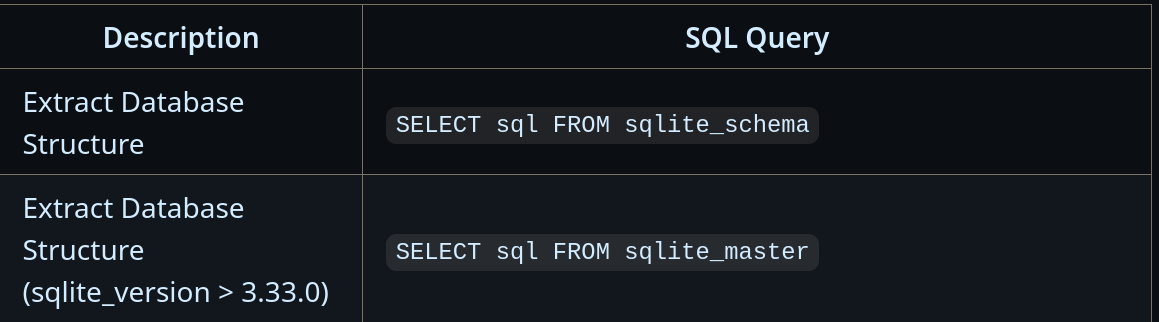 Description
SQL Query
Extract Database
Structure
SELECT sql FROM sqlite_schema
Extract Database
Structure
(sqlite_version > 3.33.0)
SELECT sql FROM sqlite_master